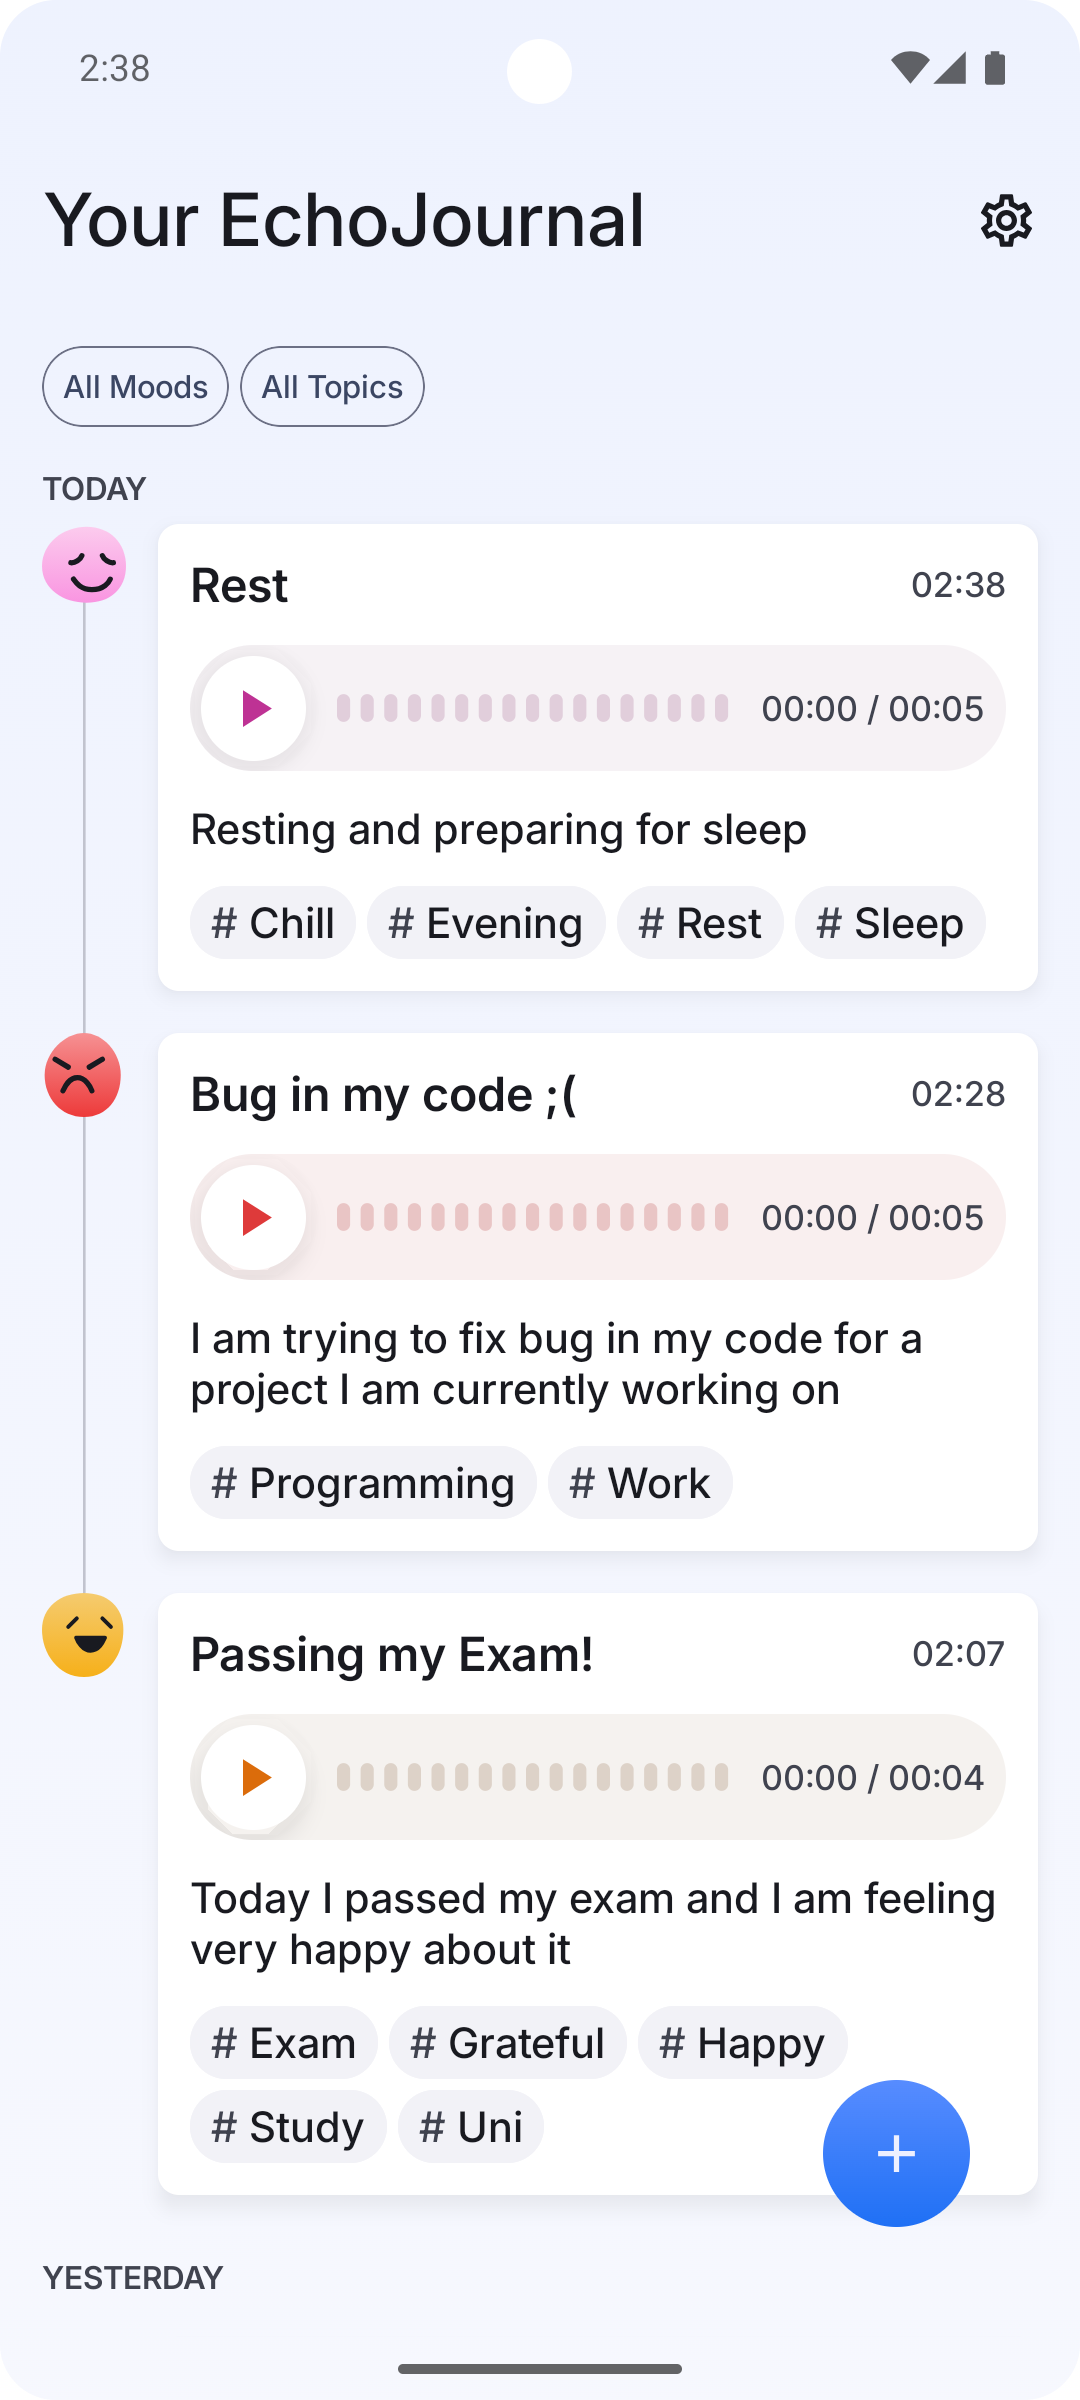 2:38
Your EchoJournal
All Moods All Topics
TODAY
Rest 02:38
00:00 / 00:05
Resting and preparing for sleep
# Chill # Evening # Rest # Sleep
Bug in my code ;( 02:28
00:00 / 00:05
I am trying to fix bug in my code for a
project I am currently working on
# Programming # Work
Passing my Exam! 02:07
00:00 / 00:04
Today I passed my exam and I am feeling
very happy about it
# Exam # Grateful # Happy
# Study # Uni
+
YESTERDAY